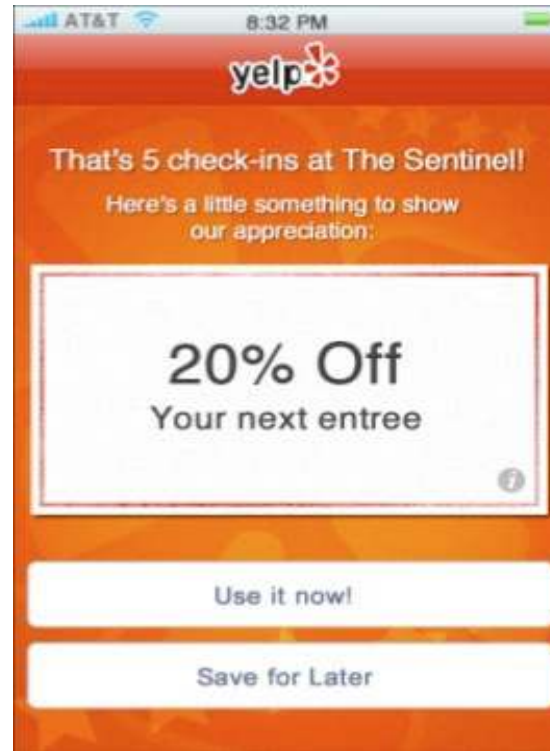 AT&T 8:32 PM
yelp
That's 5 check-ins at The Sentinel!
Here's a little something to show
our appreciation:
20% Off
Your next entree
i
Use it now!
Save for Later